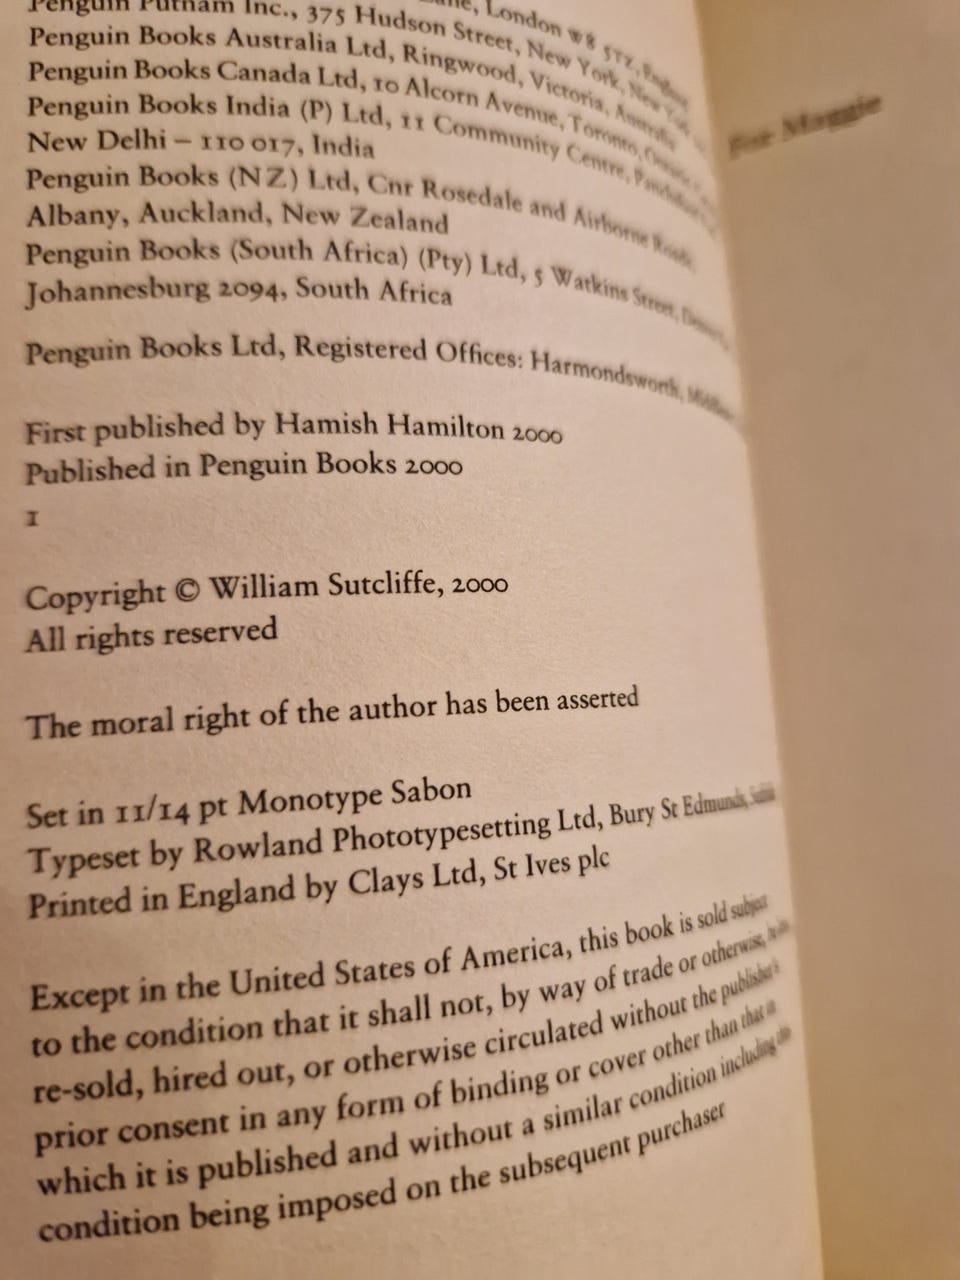 Penguin Putnam Inc., 375 Hudson Street, New York, New
London W8 5TZ, England
Penguin Books Australia Ltd, Ringwood, Victoria, Australia
Penguin Books Canada Ltd, 10 Alcorn Avenue, Toronto,
Penguin Books India (P) Ltd, 11 Community Centre,
New Delhi – 110 017, India
Penguin Books (NZ) Ltd, Cnr Rosedale and Airborne Roads,
Albany, Auckland, New Zealand
Penguin Books (South Africa) (Pty) Ltd, 5 Watkins Street,
Johannesburg 2094, South Africa
Penguin Books Ltd, Registered Offices: Harmondsworth,
First published by Hamish Hamilton 2000
Published in Penguin Books 2000
1
Copyright © William Sutcliffe, 2000
All rights reserved
The moral right of the author has been asserted
Set in 11/14 pt Monotype Sabon
Typeset by Rowland Phototypesetting Ltd, Bury St Edmunds,
Printed in England by Clays Ltd, St Ives plc
Except in the United States of America, this book is sold subject
to the condition that it shall not, by way of trade or otherwise,
re-sold, hired out, or otherwise circulated without the publisher's
prior consent in any form of binding or cover other than that
which it is published and without a similar condition including
condition being imposed on the subsequent purchaser
For Maggie